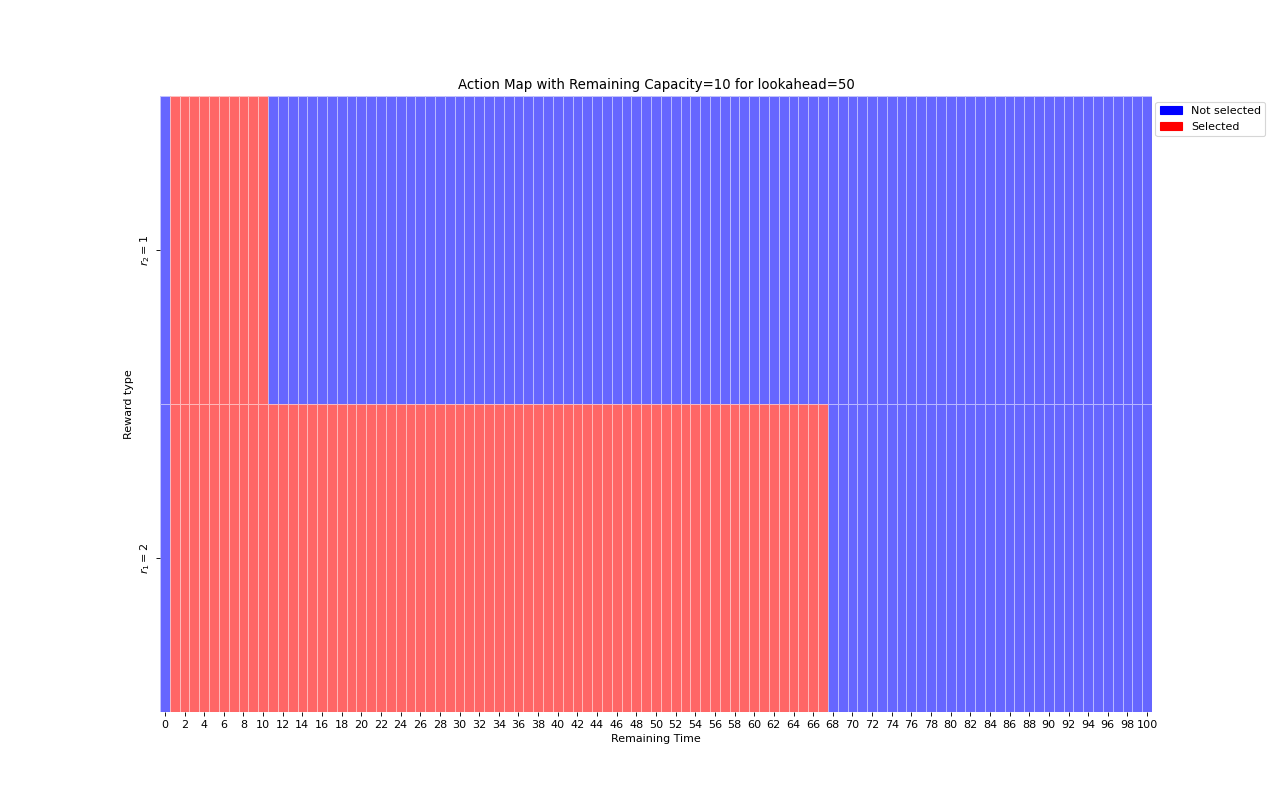 Action Map with Remaining Capacity=10 for lookahead=50
Not selected
Selected
r₂ = 1
Reward type
r₁ = 2
0 2 4 6 8 10 12 14 16 18 20 22 24 26 28 30 32 34 36 38 40 42 44 46 48 50 52 54 56 58 60 62 64 66 68 70 72 74 76 78 80 82 84 86 88 90 92 94 96 98 100
Remaining Time